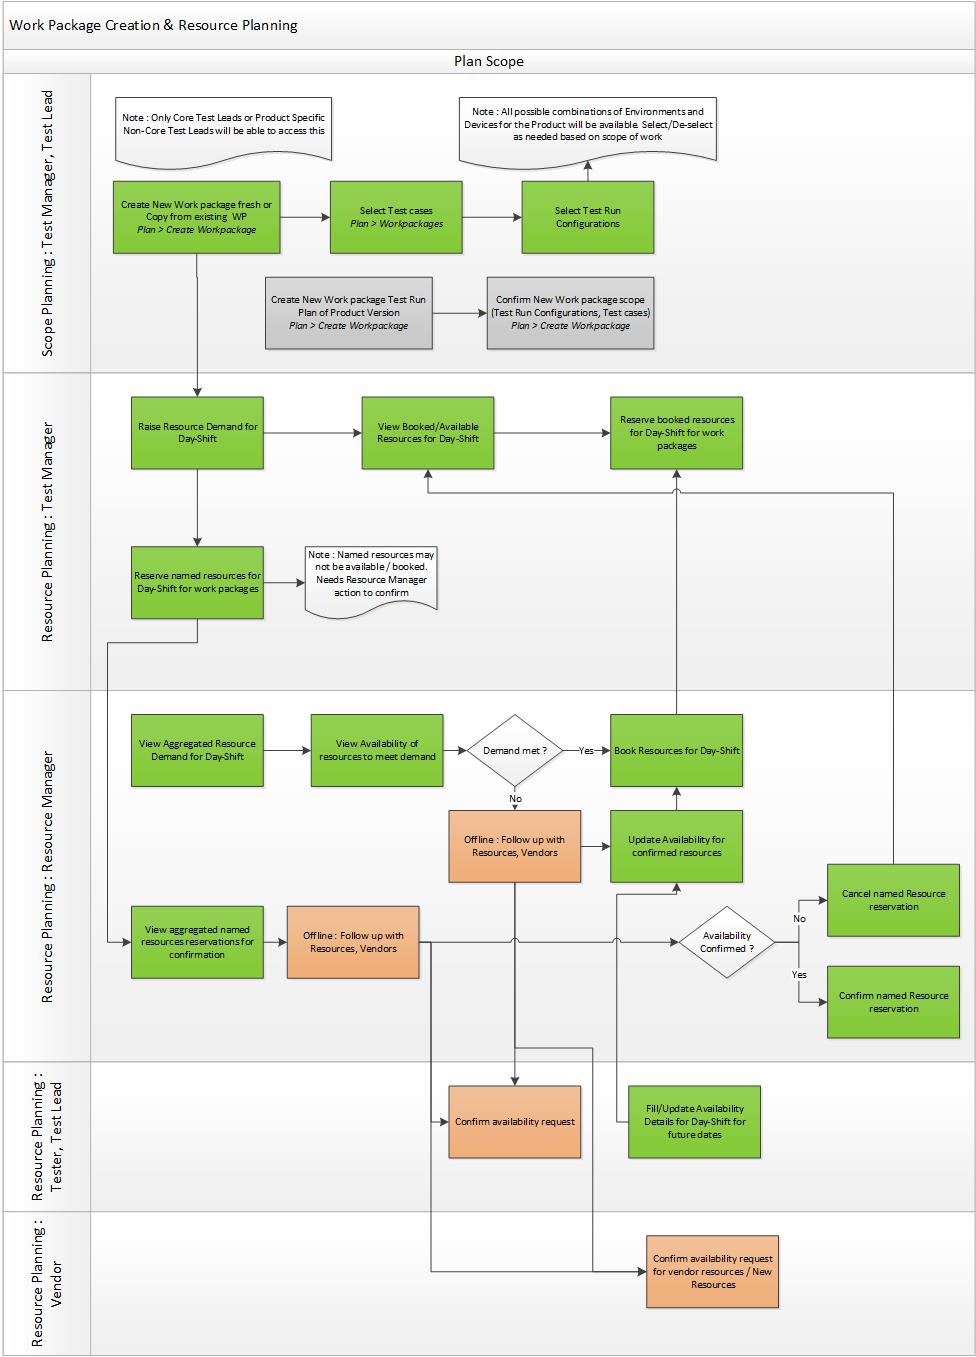 Work Package Creation & Resource Planning
Plan Scope
Scope Planning : Test Manager, Test Lead
Note : Only Core Test Leads or Product Specific
Non-Core Test Leads will be able to access this
Note : All possible combinations of Environments and
Devices for the Product will be available. Select/De-select
as needed based on scope of work
Create New Work package fresh or
Copy from existing WP
Plan > Create Workpackage
Select Test cases
Plan > Workpackages
Select Test Run
Configurations
Create New Work package Test Run
Plan of Product Version
Plan > Create Workpackage
Confirm New Work package scope
(Test Run Configurations, Test cases)
Plan > Create Workpackage
Resource Planning : Test Manager
Raise Resource Demand for
Day-Shift
View Booked/Available
Resources for Day-Shift
Reserve booked resources
for Day-Shift for work
packages
Reserve named resources for
Day-Shift for work packages
Note : Named resources may
not be available / booked.
Needs Resource Manager
action to confirm
Resource Planning : Resource Manager
View Aggregated Resource
Demand for Day-Shift
View Availability of
resources to meet demand
Demand met ?
Yes
Book Resources for Day-Shift
No
Offline : Follow up with
Resources, Vendors
Update Availability for
confirmed resources
View aggregated named
resources reservations for
confirmation
Offline : Follow up with
Resources, Vendors
Availability
Confirmed ?
No
Cancel named Resource
reservation
Yes
Confirm named Resource
reservation
Resource Planning :
Tester, Test Lead
Confirm availability request
Fill/Update Availability
Details for Day-Shift for
future dates
Resource Planning :
Vendor
Confirm availability request
for vendor resources / New
Resources